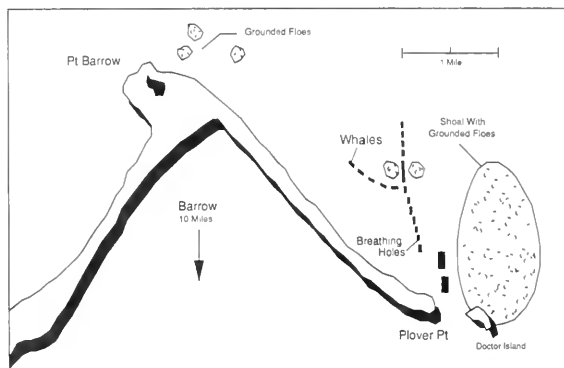 Grounded Floes
Pt Barrow
1 Mile
Shoal With
Grounded Floes
Whales
Barrow
10 Miles
Breathing
Holes
Plover Pt
Doctor Island